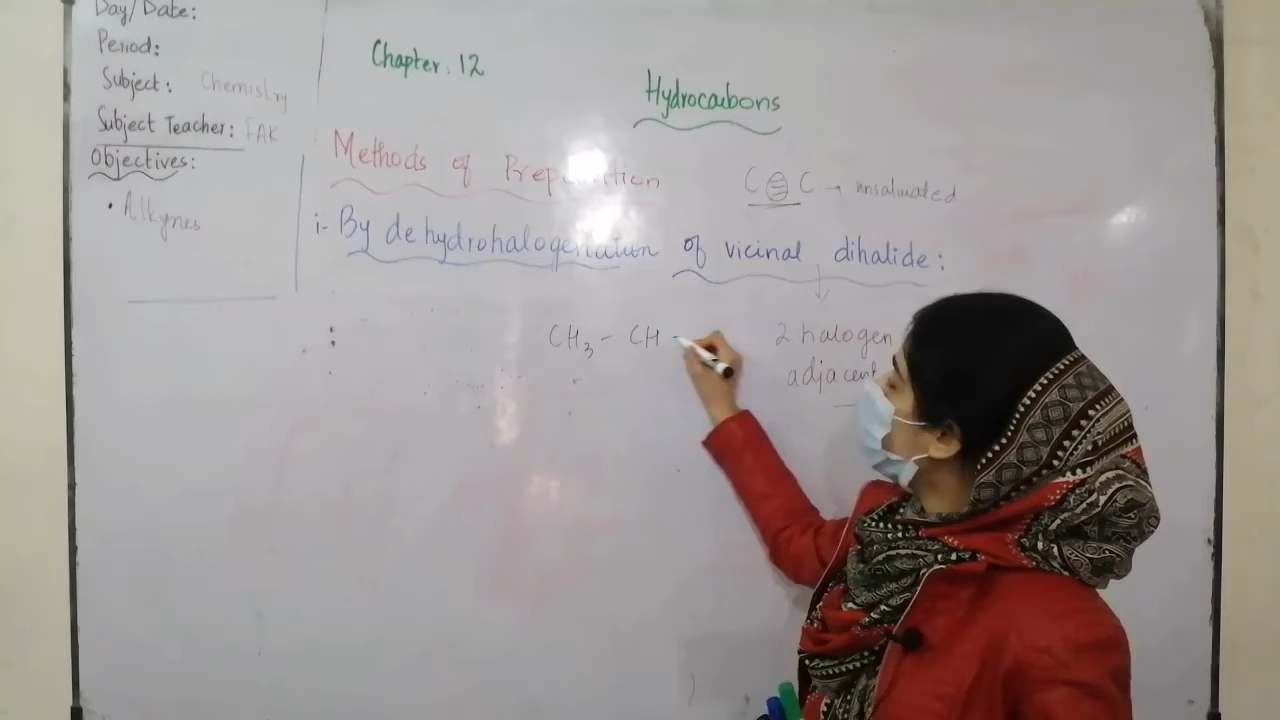 Day/Date:
Period:
Subject: Chemistry
Subject Teacher: FAK
Objectives:
• Alkynes
Chapter. 12
Hydrocarbons
Methods of Preparation
C≡C → unsaturated
i- By dehydrohalogenation of vicinal dihalide:
2 halogen
adjacent
CH3 - CH -